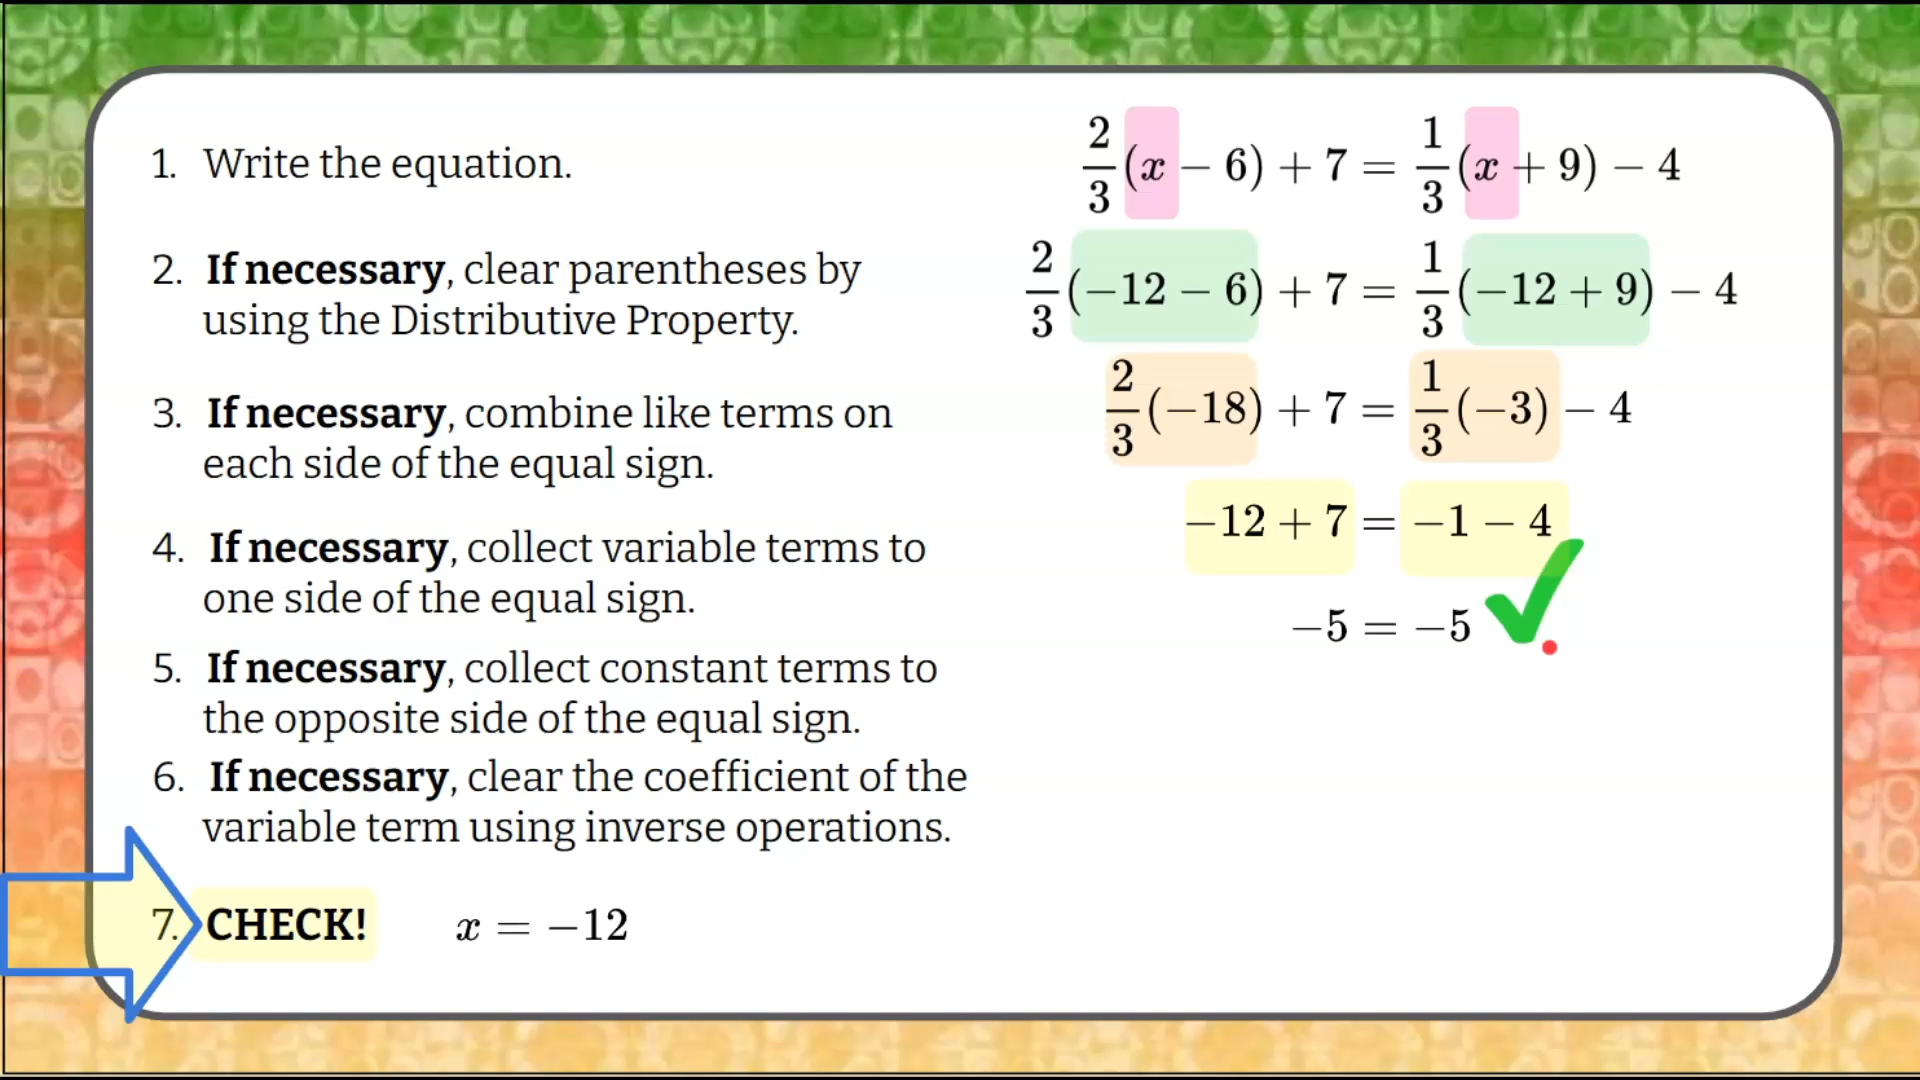 1. Write the equation.
2/3(x − 6) + 7 = 1/3(x + 9) − 4
2. If necessary, clear parentheses by
using the Distributive Property.
2/3(−12 − 6) + 7 = 1/3(−12 + 9) − 4
3. If necessary, combine like terms on
each side of the equal sign.
2/3(−18) + 7 = 1/3(−3) − 4
4. If necessary, collect variable terms to
one side of the equal sign.
−12 + 7 = −1 − 4
−5 = −5
5. If necessary, collect constant terms to
the opposite side of the equal sign.
6. If necessary, clear the coefficient of the
variable term using inverse operations.
7. CHECK! x = −12